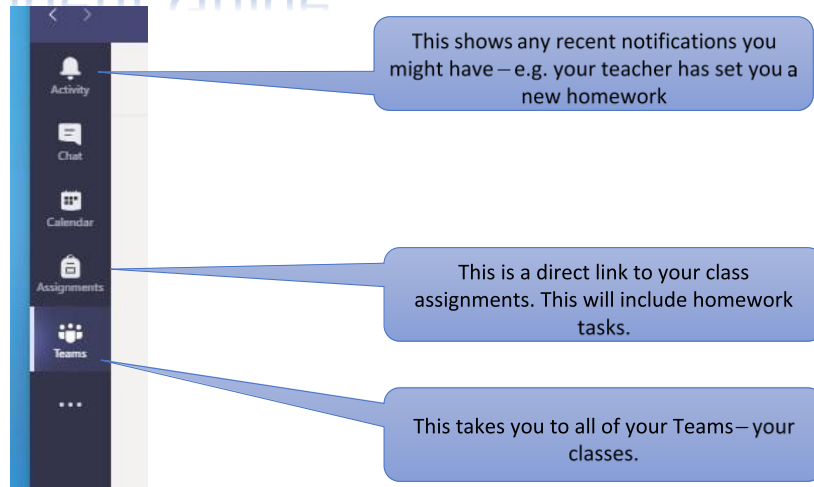 Activity
This shows any recent notifications you
might have – e.g. your teacher has set you a
new homework
Chat
Calendar
Assignments
This is a direct link to your class
assignments. This will include homework
tasks.
Teams
This takes you to all of your Teams – your
classes.